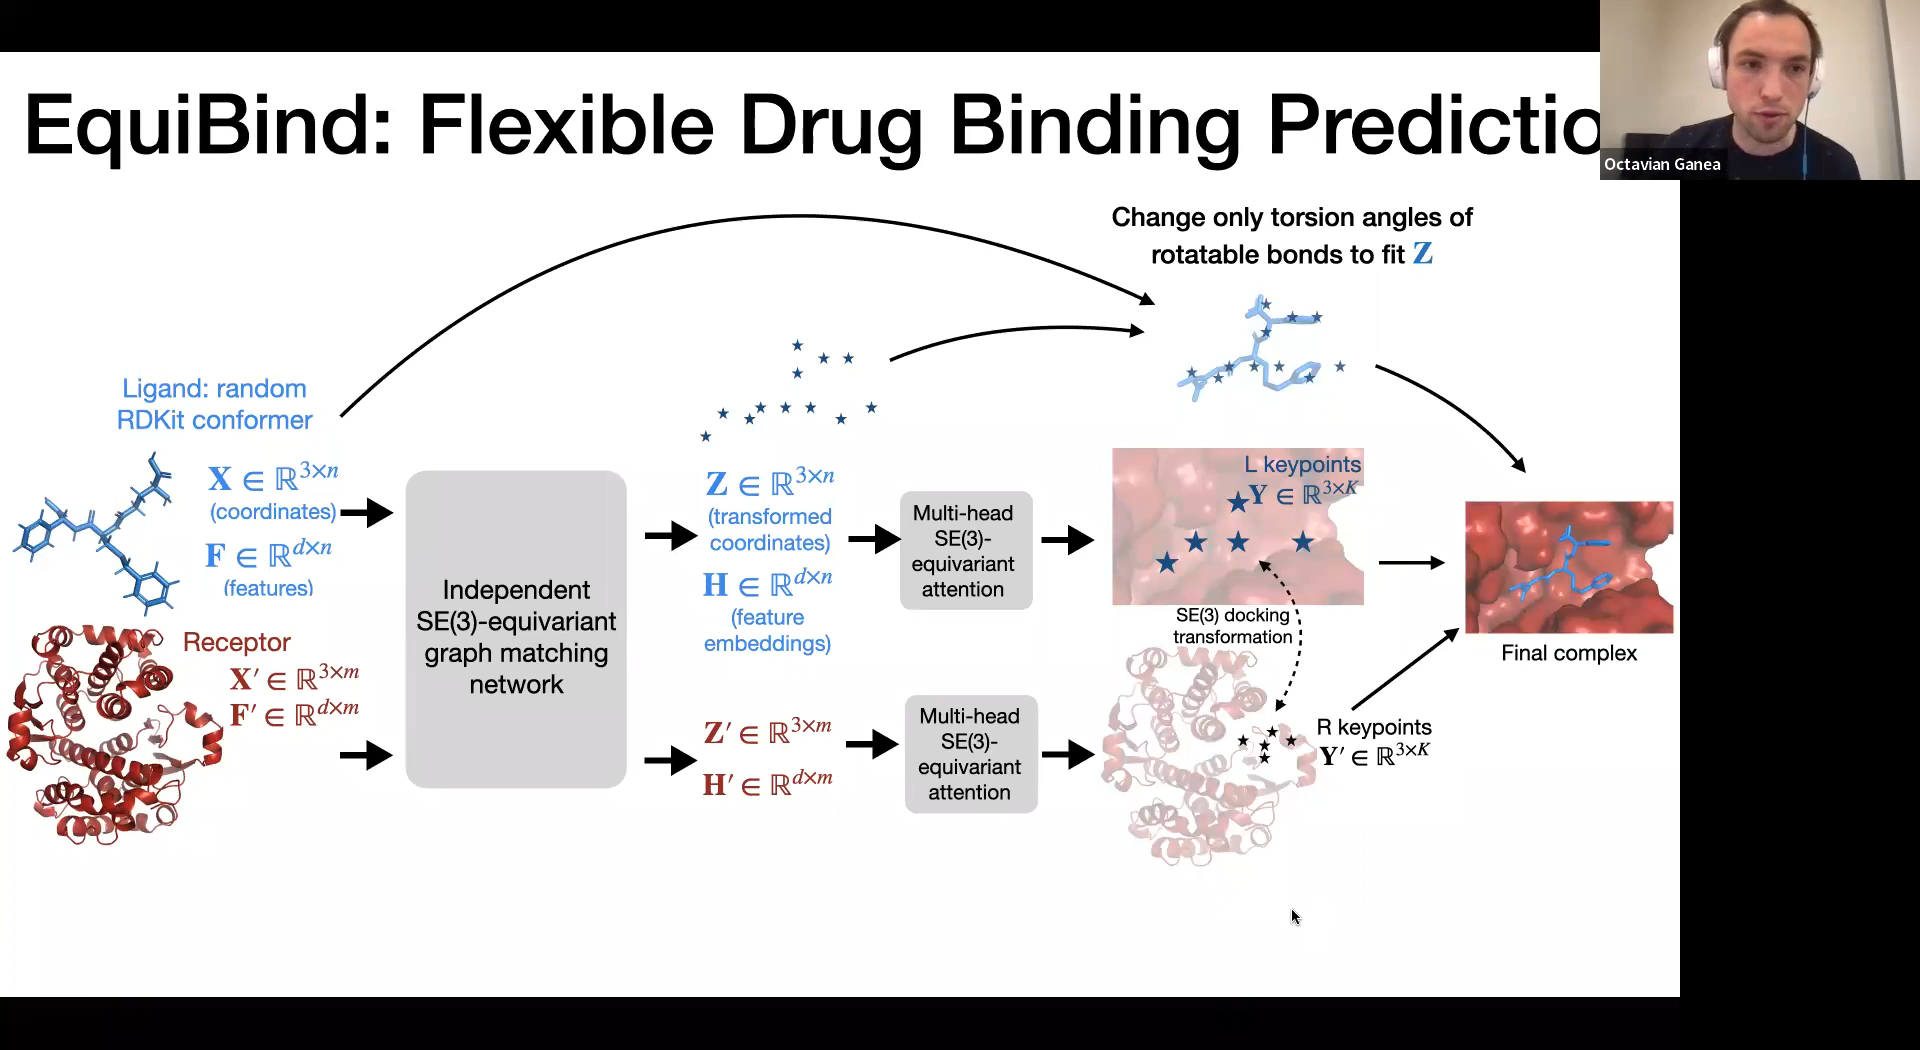 EquiBind: Flexible Drug Binding Predictio
Octavian Ganea
Change only torsion angles of
rotatable bonds to fit Z
Ligand: random
RDKit conformer
X ∈ ℝ^{3×n}
(coordinates)
F ∈ ℝ^{d×n}
(features)
Receptor
X′ ∈ ℝ^{3×m}
F′ ∈ ℝ^{d×m}
Independent
SE(3)-equivariant
graph matching
network
Z ∈ ℝ^{3×n}
(transformed
coordinates)
H ∈ ℝ^{d×n}
(feature
embeddings)
Z′ ∈ ℝ^{3×m}
H′ ∈ ℝ^{d×m}
Multi-head
SE(3)-
equivariant
attention
Multi-head
SE(3)-
equivariant
attention
L keypoints
Y ∈ ℝ^{3×K}
SE(3) docking
transformation
R keypoints
Y′ ∈ ℝ^{3×K}
Final complex